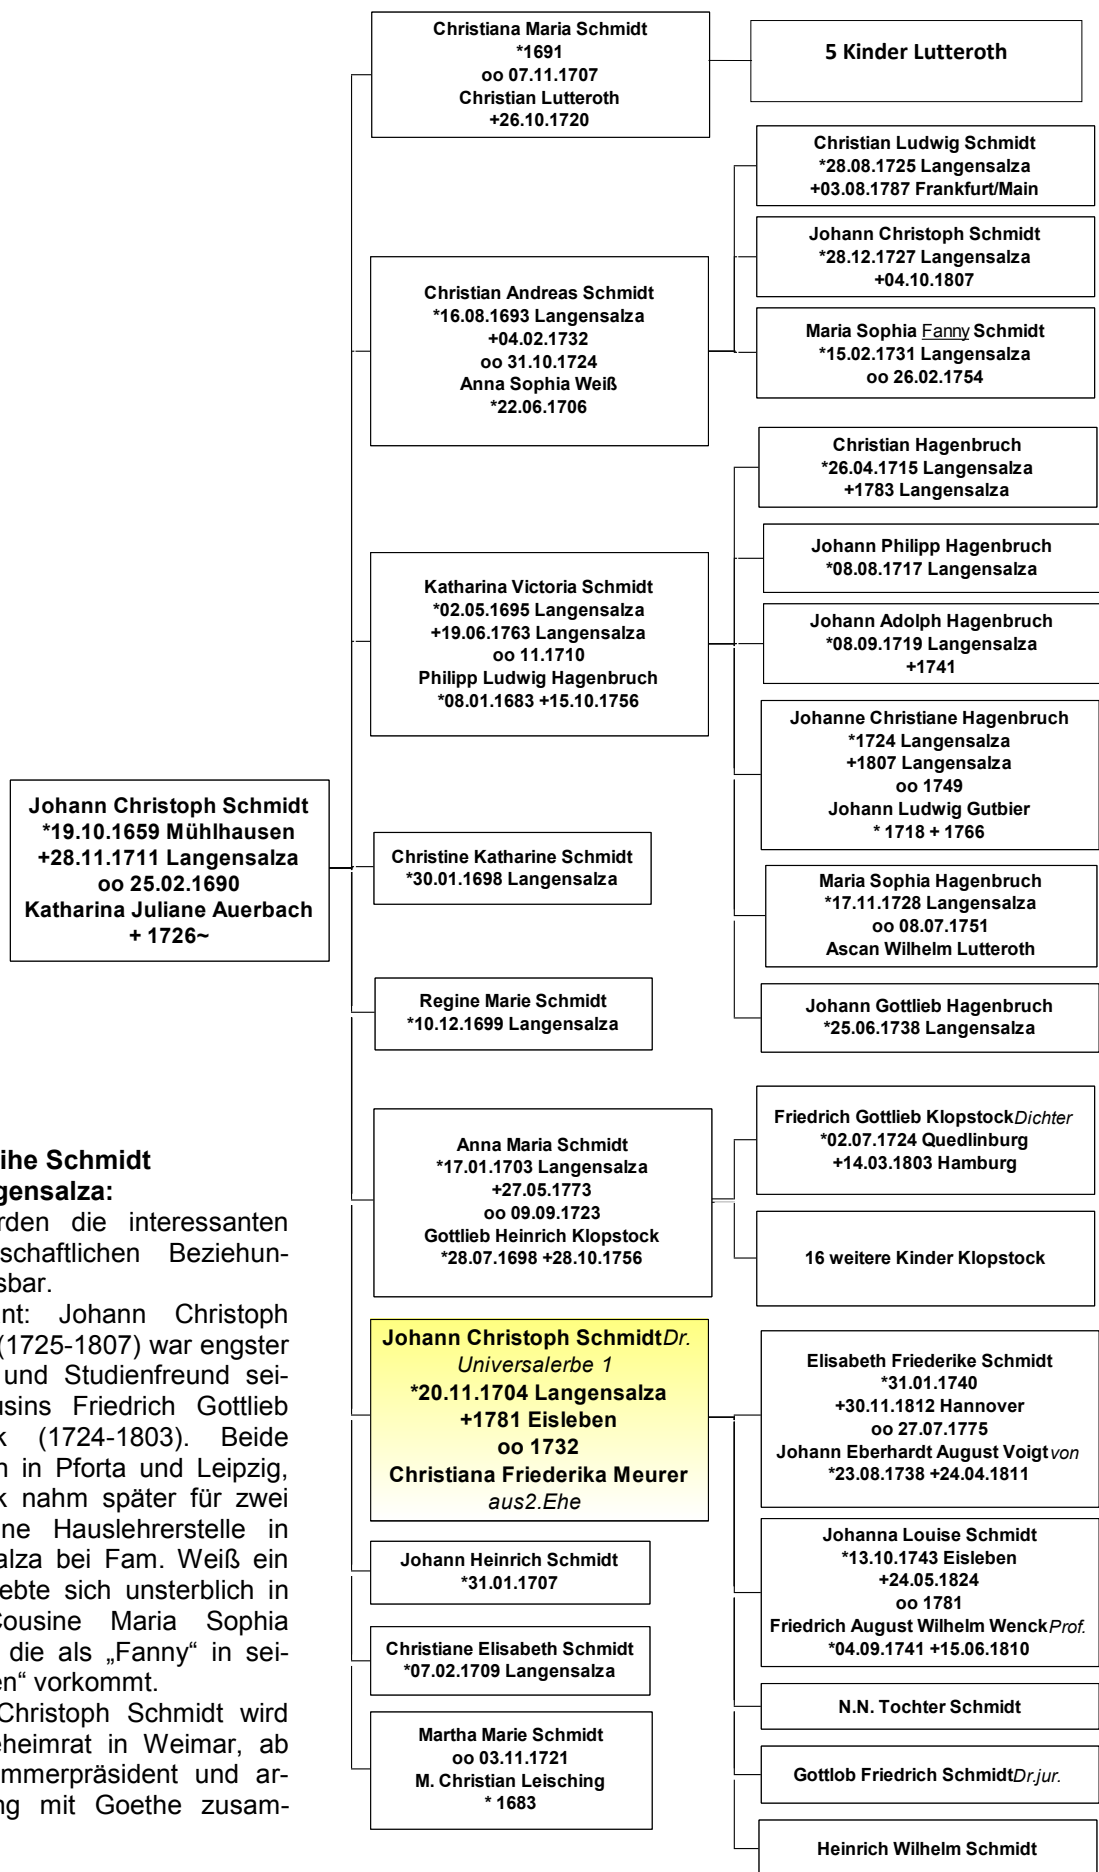 Christiana Maria Schmidt
*1691
oo 07.11.1707
Christian Lutteroth
+26.10.1720
5 Kinder Lutteroth
Christian Ludwig Schmidt
*28.08.1725 Langensalza
+03.08.1787 Frankfurt/Main
Johann Christoph Schmidt
*28.12.1727 Langensalza
+04.10.1807
Christian Andreas Schmidt
*16.08.1693 Langensalza
+04.02.1732
oo 31.10.1724
Anna Sophia Weiß
*22.06.1706
Maria Sophia Fanny Schmidt
*15.02.1731 Langensalza
oo 26.02.1754
Christian Hagenbruch
*26.04.1715 Langensalza
+1783 Langensalza
Johann Philipp Hagenbruch
*08.08.1717 Langensalza
Katharina Victoria Schmidt
*02.05.1695 Langensalza
+19.06.1763 Langensalza
oo 11.1710
Philipp Ludwig Hagenbruch
*08.01.1683 +15.10.1756
Johann Adolph Hagenbruch
*08.09.1719 Langensalza
+1741
Johanne Christiane Hagenbruch
*1724 Langensalza
+1807 Langensalza
oo 1749
Johann Ludwig Gutbier
* 1718 + 1766
Johann Christoph Schmidt
*19.10.1659 Mühlhausen
+28.11.1711 Langensalza
oo 25.02.1690
Katharina Juliane Auerbach
+ 1726~
Christine Katharine Schmidt
*30.01.1698 Langensalza
Maria Sophia Hagenbruch
*17.11.1728 Langensalza
oo 08.07.1751
Ascan Wilhelm Lutteroth
Regine Marie Schmidt
*10.12.1699 Langensalza
Johann Gottlieb Hagenbruch
*25.06.1738 Langensalza
Anna Maria Schmidt
*17.01.1703 Langensalza
+27.05.1773
oo 09.09.1723
Gottlieb Heinrich Klopstock
*28.07.1698 +28.10.1756
Friedrich Gottlieb Klopstock Dichter
*02.07.1724 Quedlinburg
+14.03.1803 Hamburg
16 weitere Kinder Klopstock
ihe Schmidt
gensalza:
rden die interessanten
schaftlichen Beziehun-
sbar.
nt: Johann Christoph
(1725-1807) war engster
und Studienfreund sei-
usins Friedrich Gottlieb
k (1724-1803). Beide
n in Pforta und Leipzig,
k nahm später für zwei
ne Hauslehrerstelle in
alza bei Fam. Weiß ein
ebte sich unsterblich in
Cousine Maria Sophia
die als „Fanny“ in sei-
en“ vorkommt.
Christoph Schmidt wird
eheimrat in Weimar, ab
mmerpräsident und ar-
ng mit Goethe zusam-
Johann Christoph Schmidt Dr.
Universalerbe 1
*20.11.1704 Langensalza
+1781 Eisleben
oo 1732
Christiana Friederika Meurer
aus2.Ehe
Elisabeth Friederike Schmidt
*31.01.1740
+30.11.1812 Hannover
oo 27.07.1775
Johann Eberhardt August Voigt von
*23.08.1738 +24.04.1811
Johanna Louise Schmidt
*13.10.1743 Eisleben
+24.05.1824
oo 1781
Friedrich August Wilhelm Wenck Prof.
*04.09.1741 +15.06.1810
Johann Heinrich Schmidt
*31.01.1707
Christiane Elisabeth Schmidt
*07.02.1709 Langensalza
N.N. Tochter Schmidt
Martha Marie Schmidt
oo 03.11.1721
M. Christian Leisching
* 1683
Gottlob Friedrich Schmidt Dr.jur.
Heinrich Wilhelm Schmidt